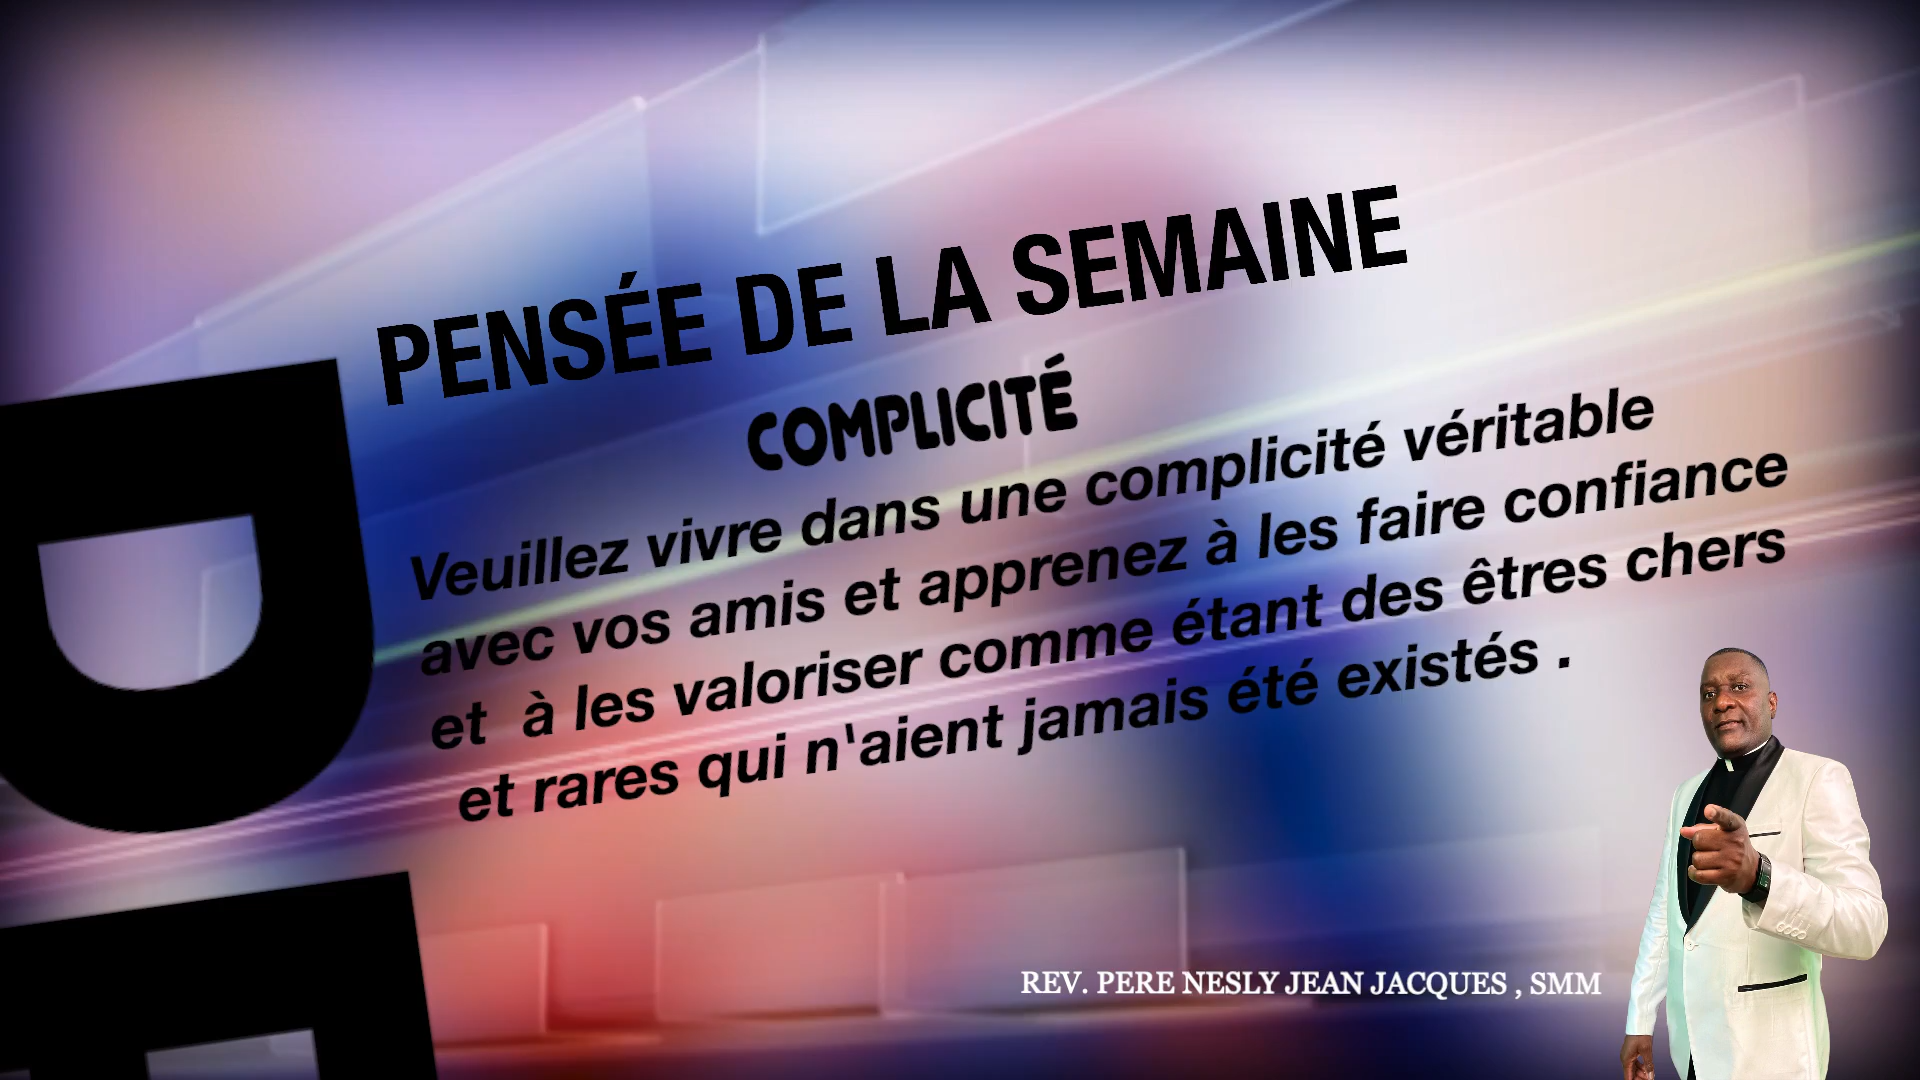 PENSÉE DE LA SEMAINE
COMPLICITÉ
Veuillez vivre dans une complicité véritable
avec vos amis et apprenez à les faire confiance
et à les valoriser comme étant des êtres chers
et rares qui n'aient jamais été existés .
REV. PERE NESLY JEAN JACQUES , SMM